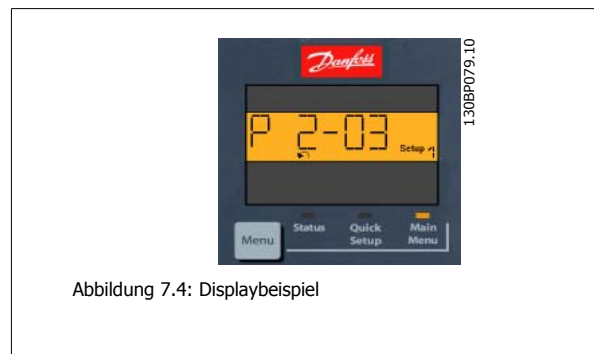 Danfoss
130BP079.10
P 2-03
Setup 1
Menu
Status
Quick Setup
Main Menu
Abbildung 7.4: Displaybeispiel